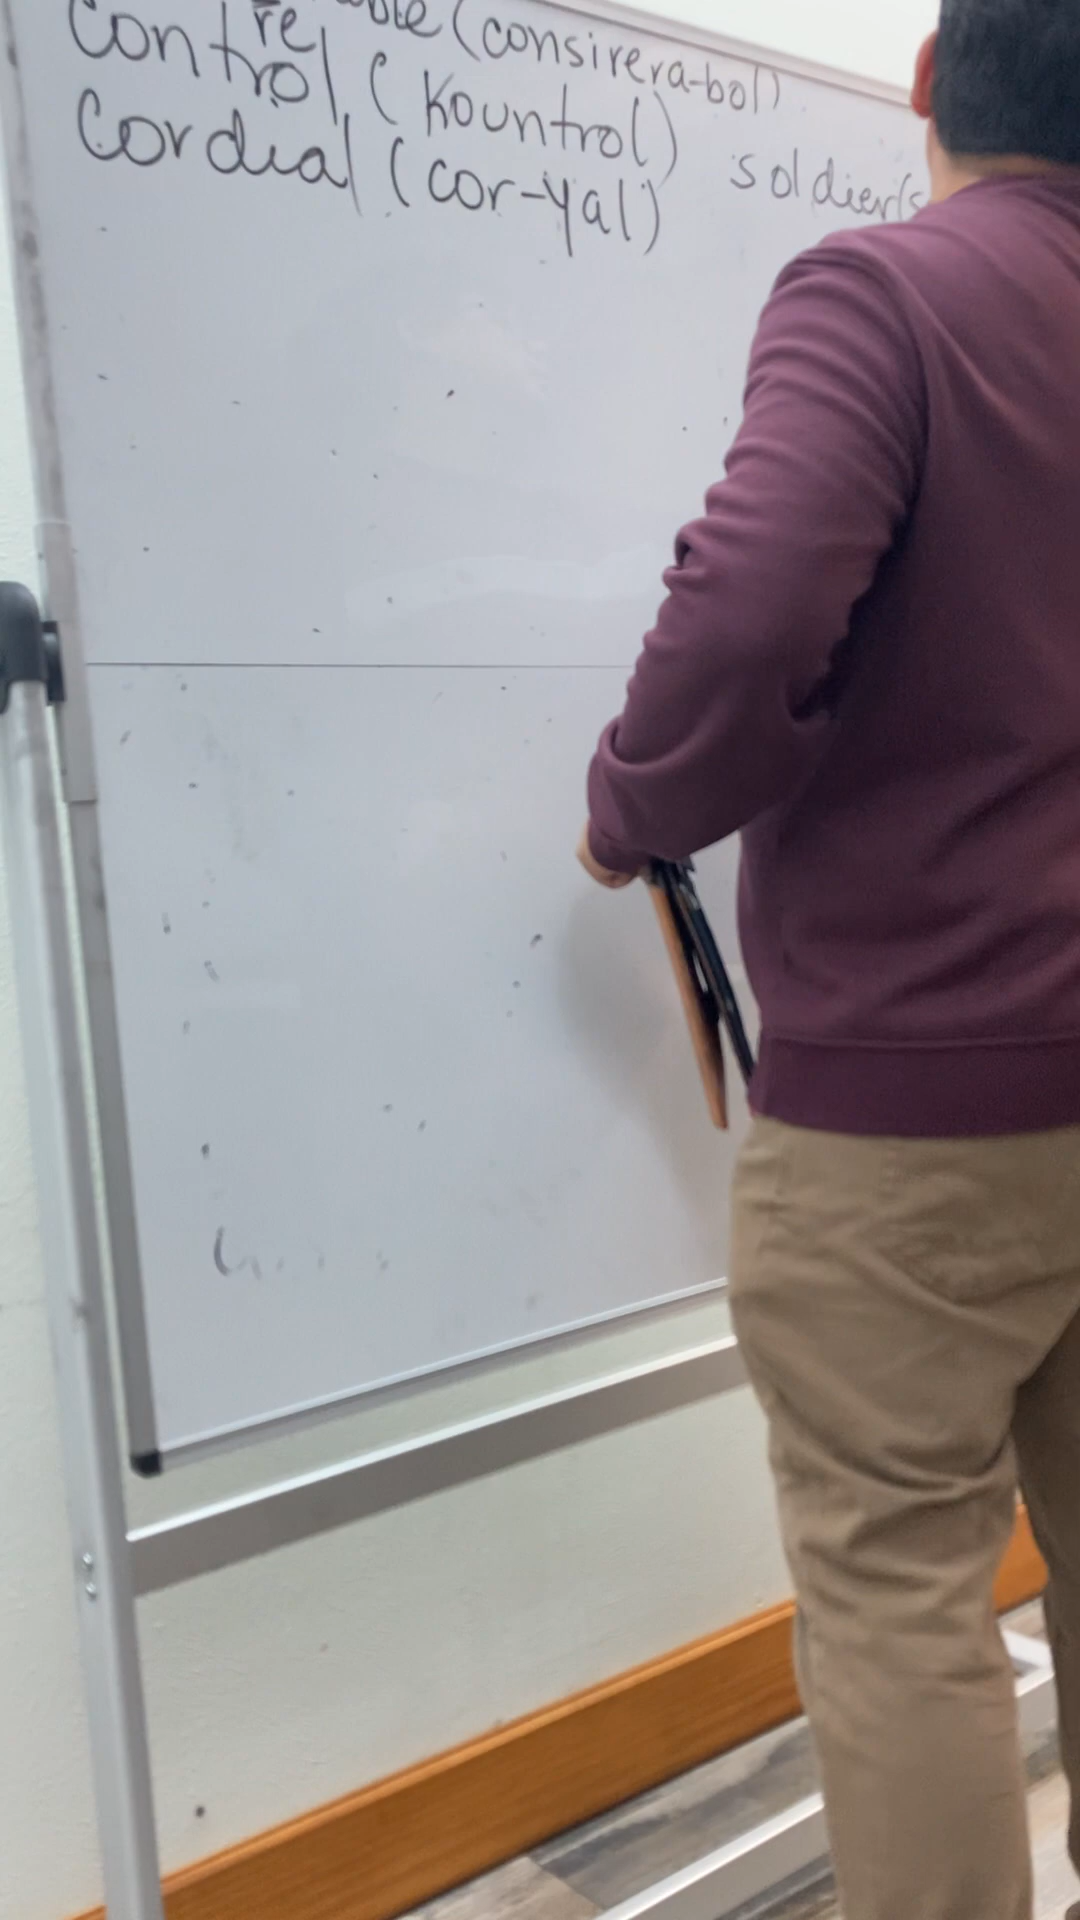 (consirera-bol)
re
Control (Kountrol)
Cordial (cor-yal) soldier(s